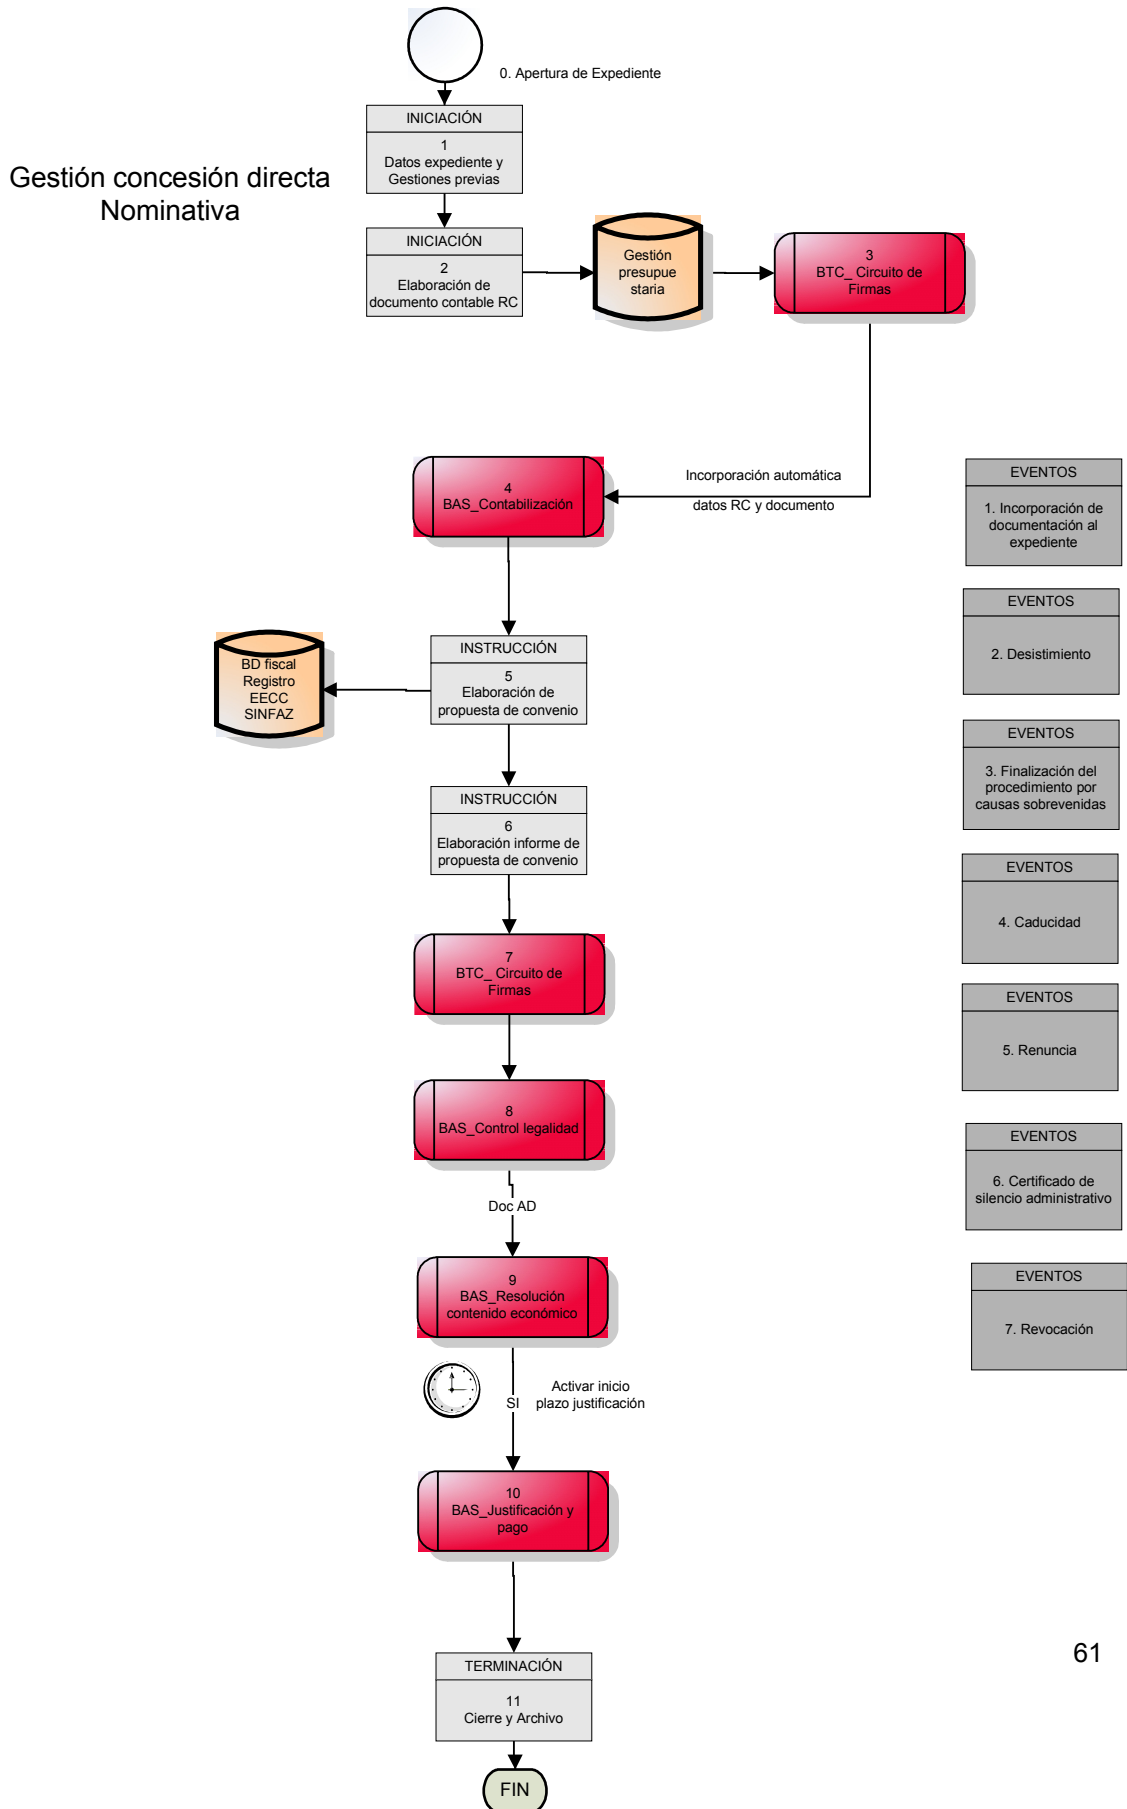 0. Apertura de Expediente
INICIACIÓN
1
Datos expediente y
Gestiones previas
Gestión concesión directa
Nominativa
INICIACIÓN
2
Elaboración de
documento contable RC
Gestión
presupue
staria
3
BTC_ Circuito de
Firmas
Incorporación automática
datos RC y documento
4
BAS_Contabilización
INSTRUCCIÓN
5
Elaboración de
propuesta de convenio
BD fiscal
Registro
EECC
SINFAZ
INSTRUCCIÓN
6
Elaboración informe de
propuesta de convenio
7
BTC_ Circuito de
Firmas
8
BAS_Control legalidad
Doc AD
9
BAS_Resolución
contenido económico
SI
Activar inicio
plazo justificación
10
BAS_Justificación y
pago
TERMINACIÓN
11
Cierre y Archivo
FIN
EVENTOS
1. Incorporación de
documentación al
expediente
EVENTOS
2. Desistimiento
EVENTOS
3. Finalización del
procedimiento por
causas sobrevenidas
EVENTOS
4. Caducidad
EVENTOS
5. Renuncia
EVENTOS
6. Certificado de
silencio administrativo
EVENTOS
7. Revocación
61